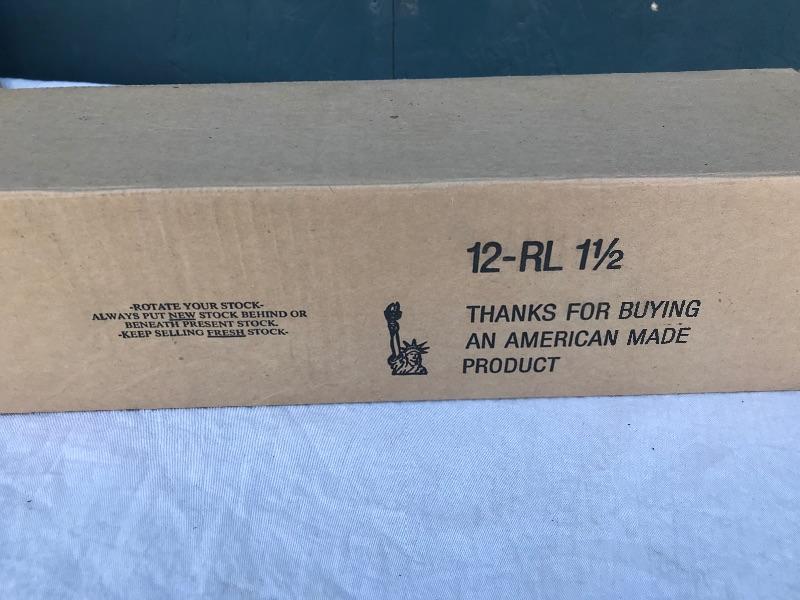 -ROTATE YOUR STOCK-
ALWAYS PUT NEW STOCK BEHIND OR
BENEATH PRESENT STOCK.
-KEEP SELLING FRESH STOCK-
12-RL 1½
THANKS FOR BUYING
AN AMERICAN MADE
PRODUCT